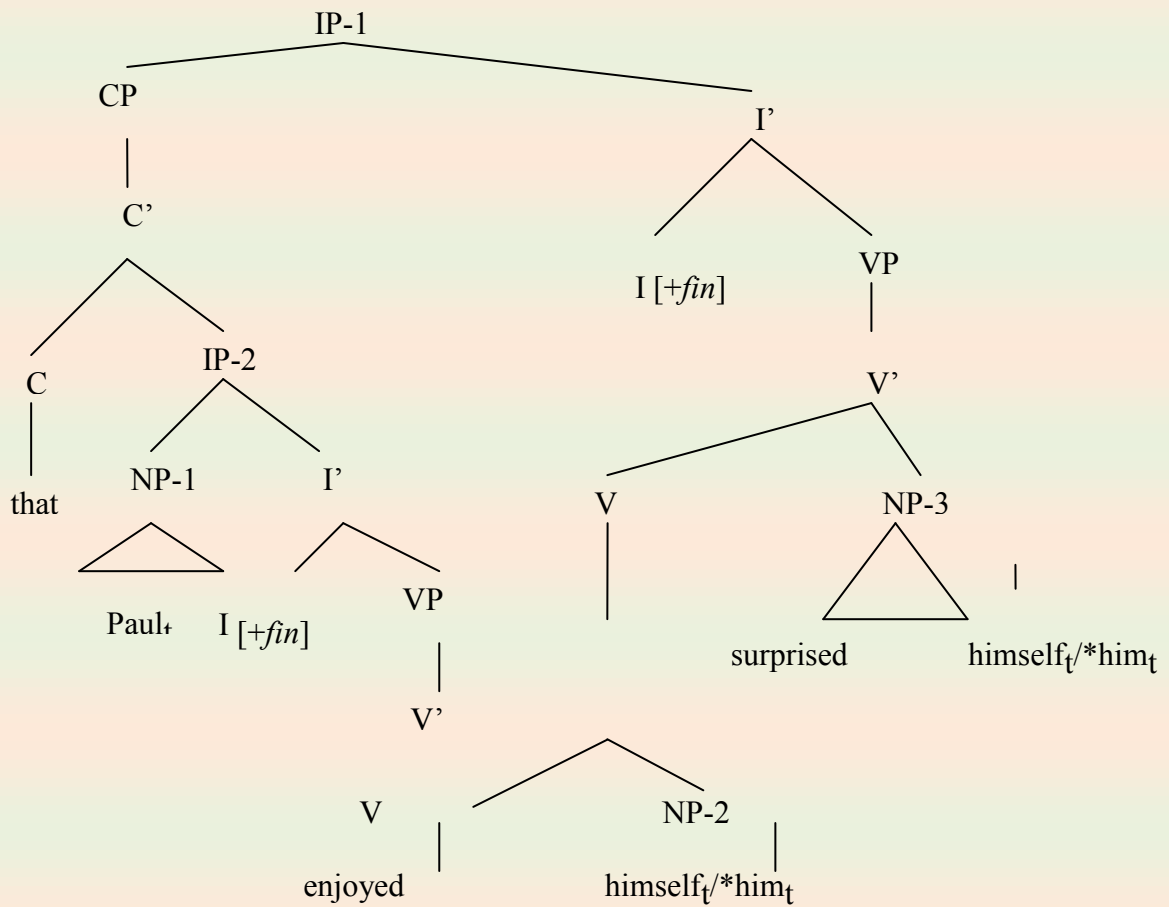 IP-1
CP
I’
C’
I [+fin]
VP
C
IP-2
V’
that
NP-1
I’
V
NP-3
Pault
I [+fin]
VP
surprised
himselft/*himt
V’
V
NP-2
enjoyed
himselft/*himt